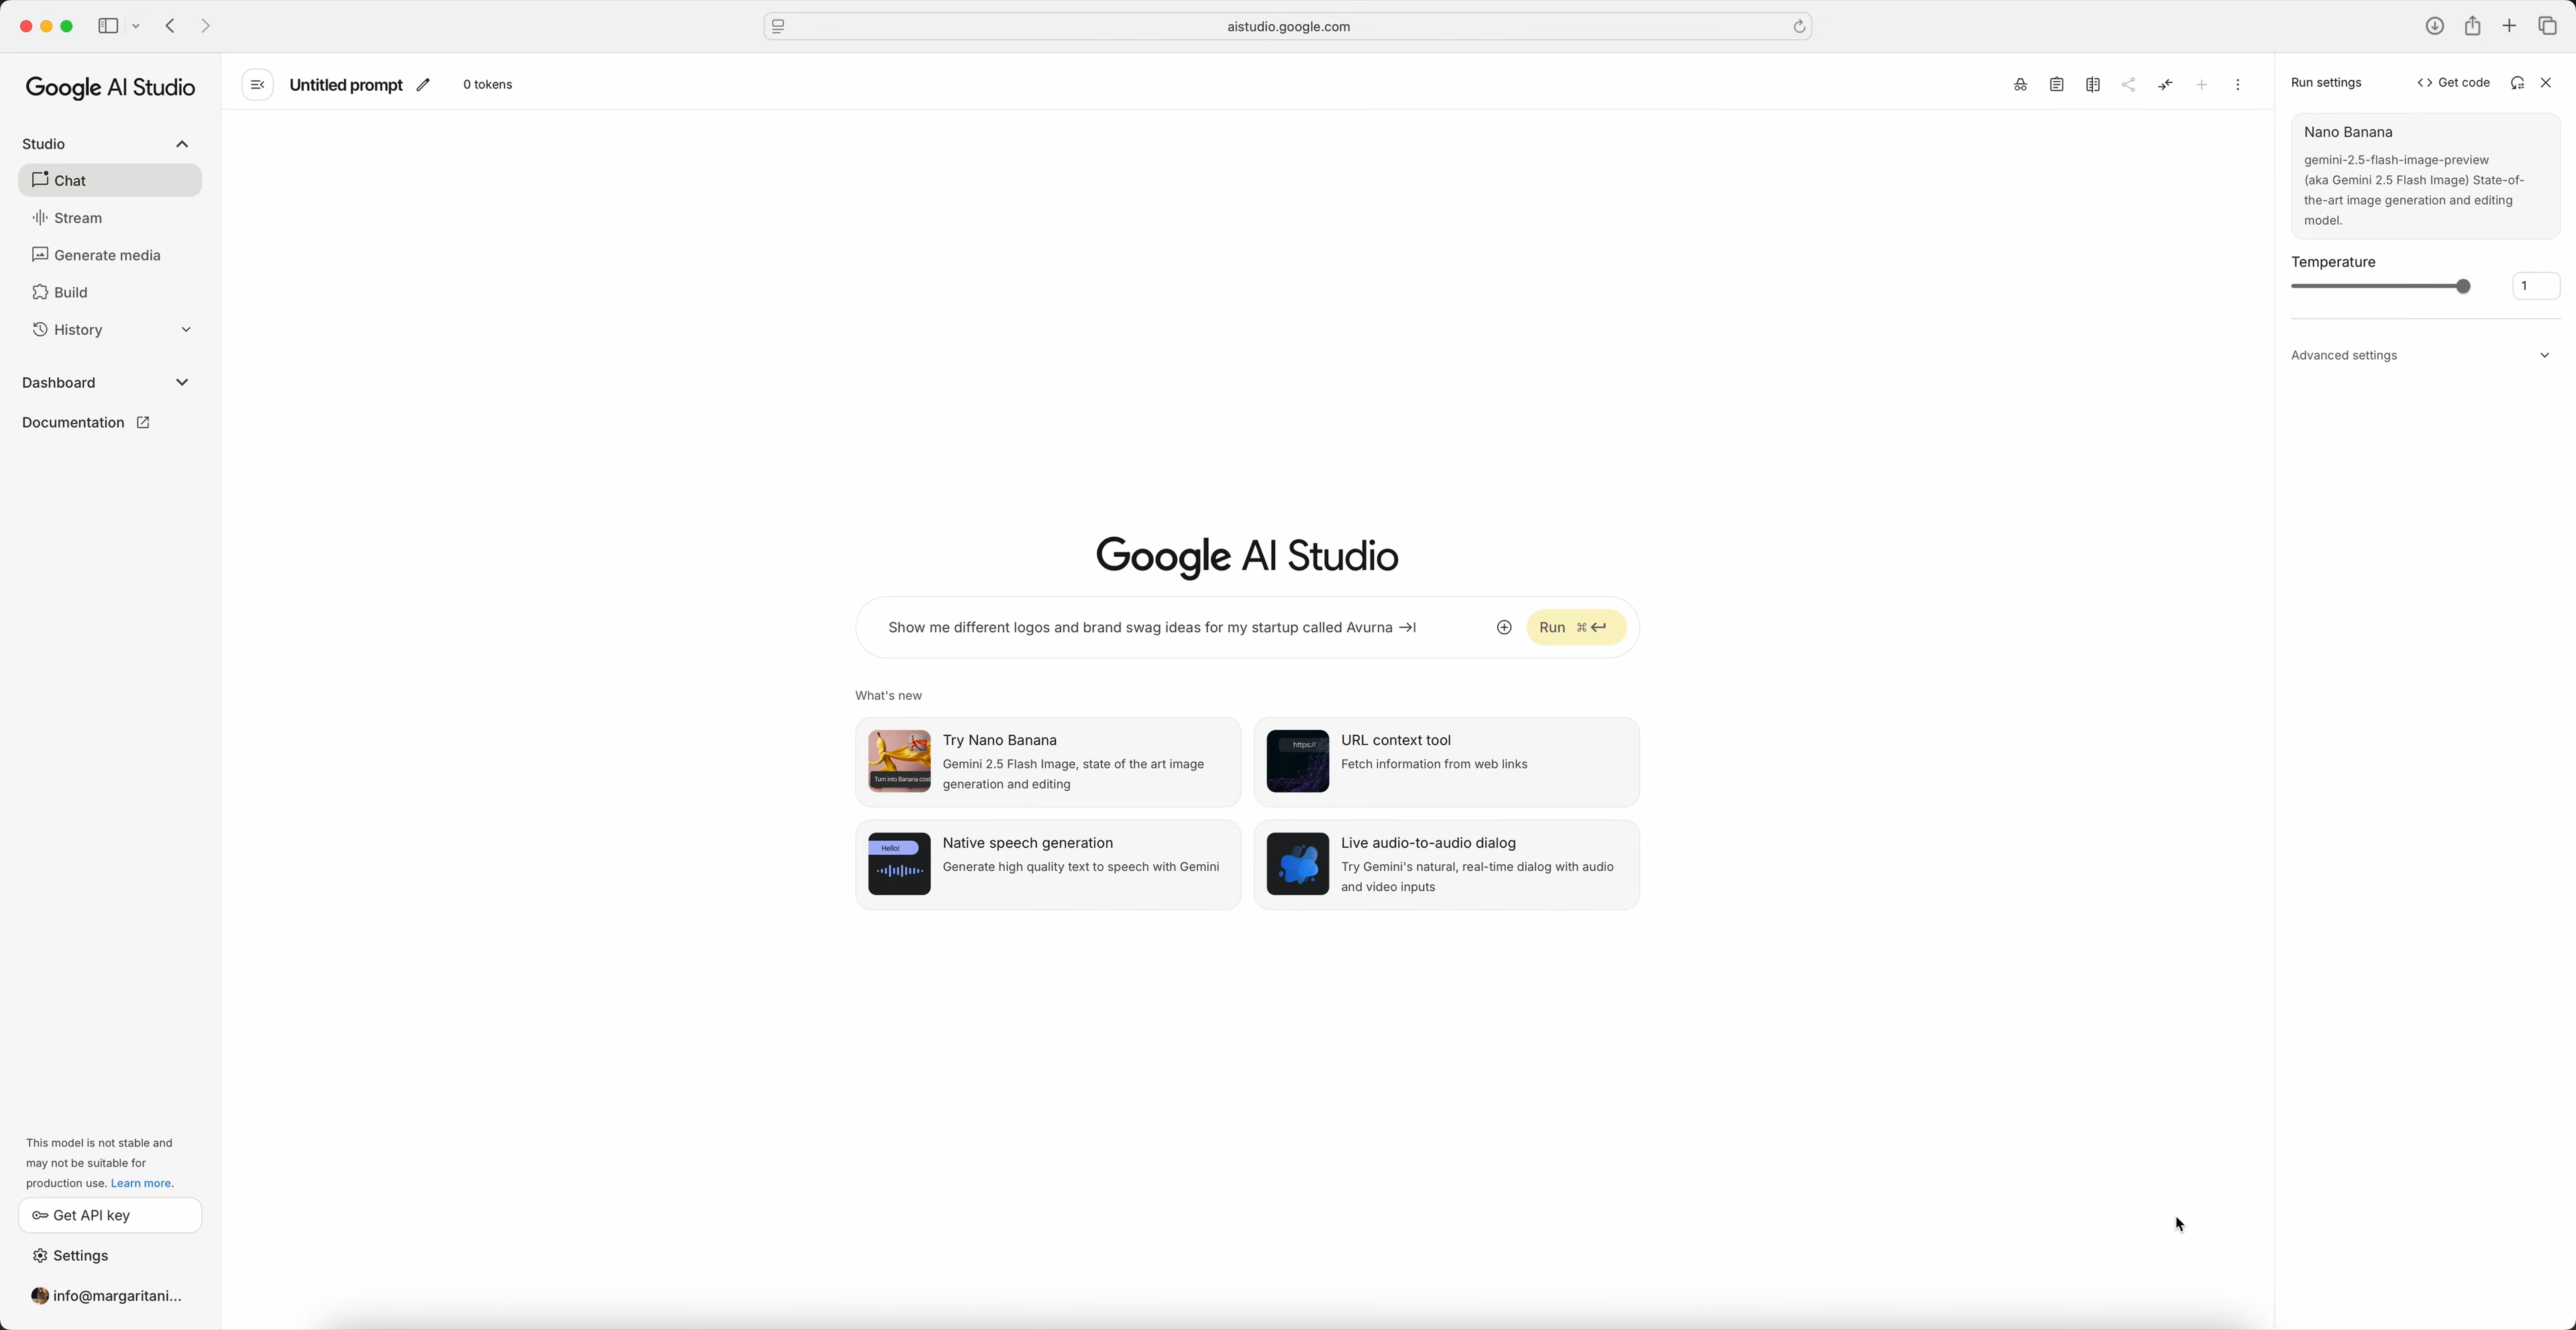 aistudio.google.com
Google AI Studio
Untitled prompt
0 tokens
Run settings
Get code
Studio
Chat
Stream
Generate media
Build
History
Dashboard
Documentation
Nano Banana
gemini-2.5-flash-image-preview
(aka Gemini 2.5 Flash Image) State-of-
the-art image generation and editing
model.
Temperature
1
Advanced settings
Google AI Studio
Show me different logos and brand swag ideas for my startup called Avurna
Run ⌘
What's new
Try Nano Banana
Gemini 2.5 Flash Image, state of the art image
generation and editing
Turn into Banana cost
URL context tool
Fetch information from web links
https://
Native speech generation
Generate high quality text to speech with Gemini
Hello!
Live audio-to-audio dialog
Try Gemini's natural, real-time dialog with audio
and video inputs
This model is not stable and
may not be suitable for
production use. Learn more.
Get API key
Settings
info@margaritani...